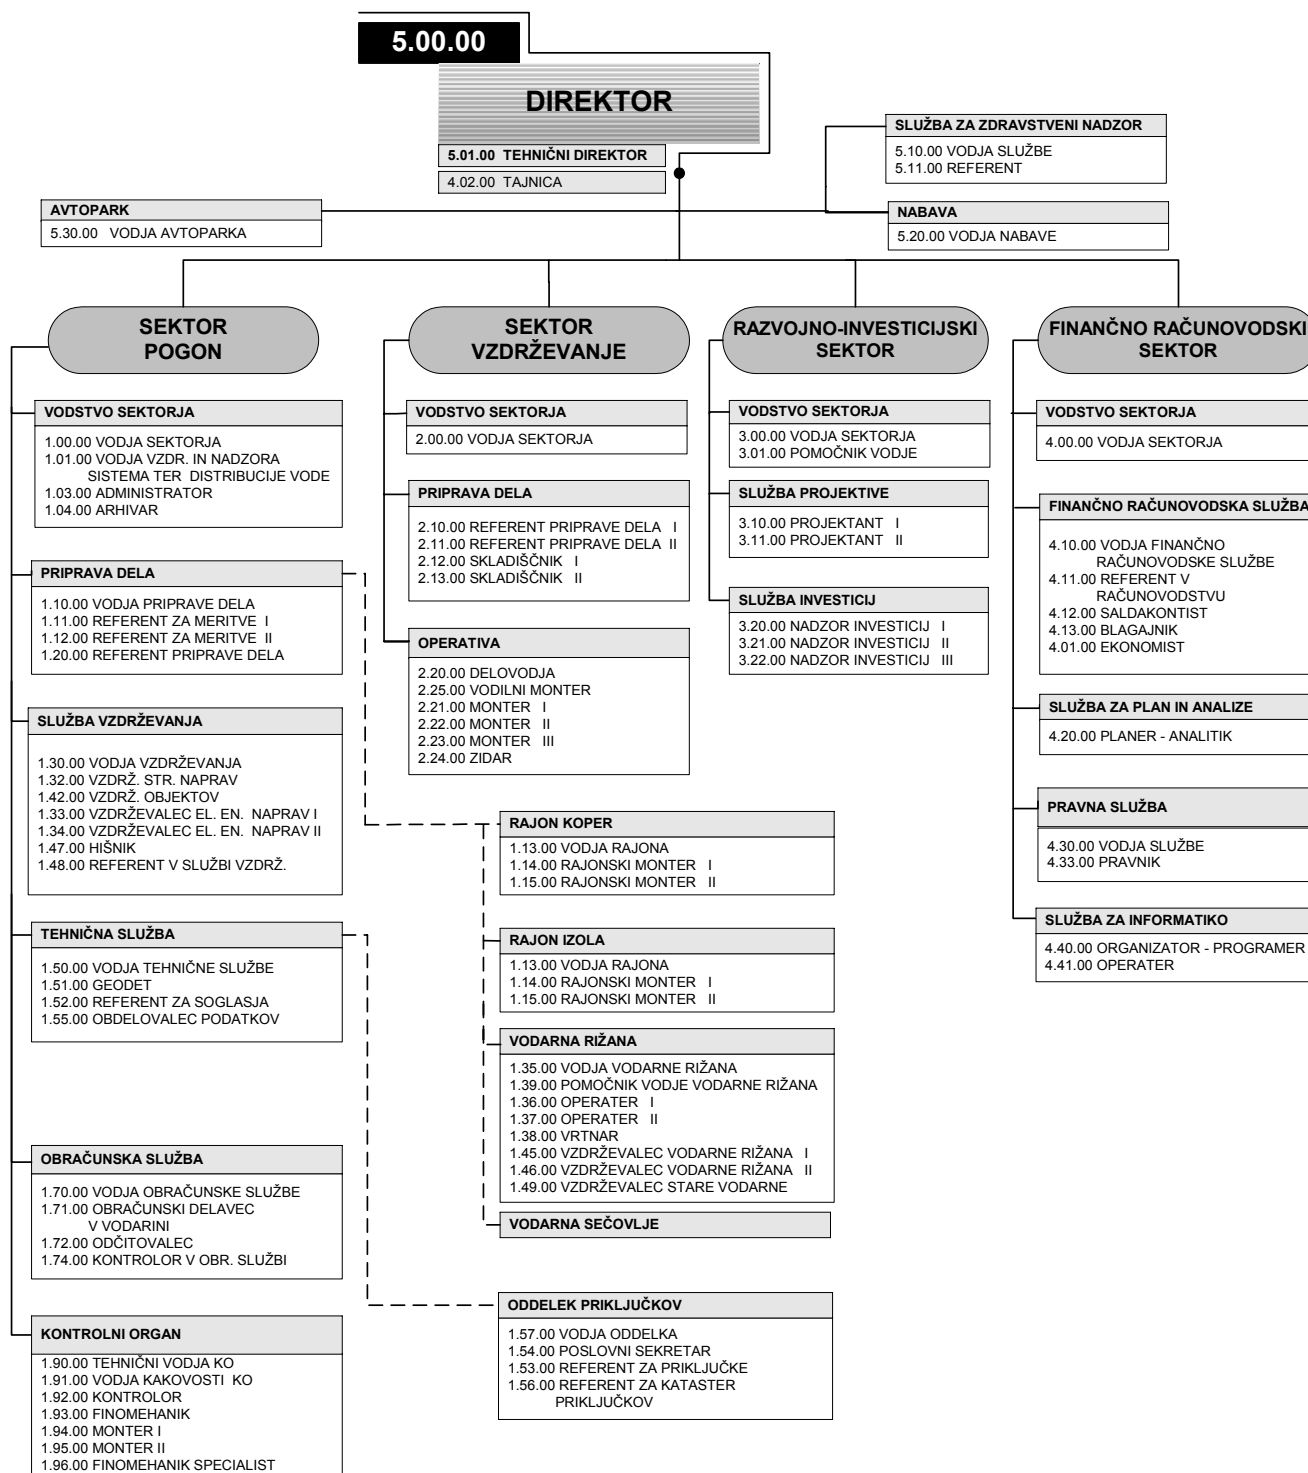 5.00.00
DIREKTOR
5.01.00 TEHNIČNI DIREKTOR
4.02.00 TAJNICA
SLUŽBA ZA ZDRAVSTVENI NADZOR
5.10.00 VODJA SLUŽBE
5.11.00 REFERENT
AVTOPARK
5.30.00 VODJA AVTOPARKA
NABAVA
5.20.00 VODJA NABAVE
SEKTOR
POGON
VODSTVO SEKTORJA
1.00.00 VODJA SEKTORJA
1.01.00 VODJA VZDR. IN NADZORA
SISTEMA TER DISTRIBUCIJE VODE
1.03.00 ADMINISTRATOR
1.04.00 ARHIVAR
PRIPRAVA DELA
1.10.00 VODJA PRIPRAVE DELA
1.11.00 REFERENT ZA MERITVE I
1.12.00 REFERENT ZA MERITVE II
1.20.00 REFERENT PRIPRAVE DELA
SLUŽBA VZDRŽEVANJA
1.30.00 VODJA VZDRŽEVANJA
1.32.00 VZDRŽ. STR. NAPRAV
1.42.00 VZDRŽ. OBJEKTOV
1.33.00 VZDRŽEVALEC EL. EN. NAPRAV I
1.34.00 VZDRŽEVALEC EL. EN. NAPRAV II
1.47.00 HIŠNIK
1.48.00 REFERENT V SLUŽBI VZDRŽ.
TEHNIČNA SLUŽBA
1.50.00 VODJA TEHNIČNE SLUŽBE
1.51.00 GEODET
1.52.00 REFERENT ZA SOGLASJA
1.55.00 OBDELOVALEC PODATKOV
OBRAČUNSKA SLUŽBA
1.70.00 VODJA OBRAČUNSKE SLUŽBE
1.71.00 OBRAČUNSKI DELAVEC
V VODARINI
1.72.00 ODČITOVALEC
1.74.00 KONTROLOR V OBR. SLUŽBI
KONTROLNI ORGAN
1.90.00 TEHNIČNI VODJA KO
1.91.00 VODJA KAKOVOSTI KO
1.92.00 KONTROLOR
1.93.00 FINOMEHANIK
1.94.00 MONTER I
1.95.00 MONTER II
1.96.00 FINOMEHANIK SPECIALIST
SEKTOR
VZDRŽEVANJE
VODSTVO SEKTORJA
2.00.00 VODJA SEKTORJA
PRIPRAVA DELA
2.10.00 REFERENT PRIPRAVE DELA I
2.11.00 REFERENT PRIPRAVE DELA II
2.12.00 SKLADIŠČNIK I
2.13.00 SKLADIŠČNIK II
OPERATIVA
2.20.00 DELOVODJA
2.25.00 VODILNI MONTER
2.21.00 MONTER I
2.22.00 MONTER II
2.23.00 MONTER III
2.24.00 ZIDAR
RAJON KOPER
1.13.00 VODJA RAJONA
1.14.00 RAJONSKI MONTER I
1.15.00 RAJONSKI MONTER II
RAJON IZOLA
1.13.00 VODJA RAJONA
1.14.00 RAJONSKI MONTER I
1.15.00 RAJONSKI MONTER II
VODARNA RIŽANA
1.35.00 VODJA VODARNE RIŽANA
1.39.00 POMOČNIK VODJE VODARNE RIŽANA
1.36.00 OPERATER I
1.37.00 OPERATER II
1.38.00 VRTNAR
1.45.00 VZDRŽEVALEC VODARNE RIŽANA I
1.46.00 VZDRŽEVALEC VODARNE RIŽANA II
1.49.00 VZDRŽEVALEC STARE VODARNE
VODARNA SEČOVLJE
ODDELEK PRIKLJUČKOV
1.57.00 VODJA ODDELKA
1.54.00 POSLOVNI SEKRETAR
1.53.00 REFERENT ZA PRIKLJUČKE
1.56.00 REFERENT ZA KATASTER
PRIKLJUČKOV
RAZVOJNO-INVESTICIJSKI
SEKTOR
VODSTVO SEKTORJA
3.00.00 VODJA SEKTORJA
3.01.00 POMOČNIK VODJE
SLUŽBA PROJEKTIVE
3.10.00 PROJEKTANT I
3.11.00 PROJEKTANT II
SLUŽBA INVESTICIJ
3.20.00 NADZOR INVESTICIJ I
3.21.00 NADZOR INVESTICIJ II
3.22.00 NADZOR INVESTICIJ III
FINANČNO RAČUNOVODSKI
SEKTOR
VODSTVO SEKTORJA
4.00.00 VODJA SEKTORJA
FINANČNO RAČUNOVODSKA SLUŽBA
4.10.00 VODJA FINANČNO
RAČUNOVODSKE SLUŽBE
4.11.00 REFERENT V
RAČUNOVODSTVU
4.12.00 SALDAKONTIST
4.13.00 BLAGAJNIK
4.01.00 EKONOMIST
SLUŽBA ZA PLAN IN ANALIZE
4.20.00 PLANER - ANALITIK
PRAVNA SLUŽBA
4.30.00 VODJA SLUŽBE
4.33.00 PRAVNIK
SLUŽBA ZA INFORMATIKO
4.40.00 ORGANIZATOR - PROGRAMER
4.41.00 OPERATER